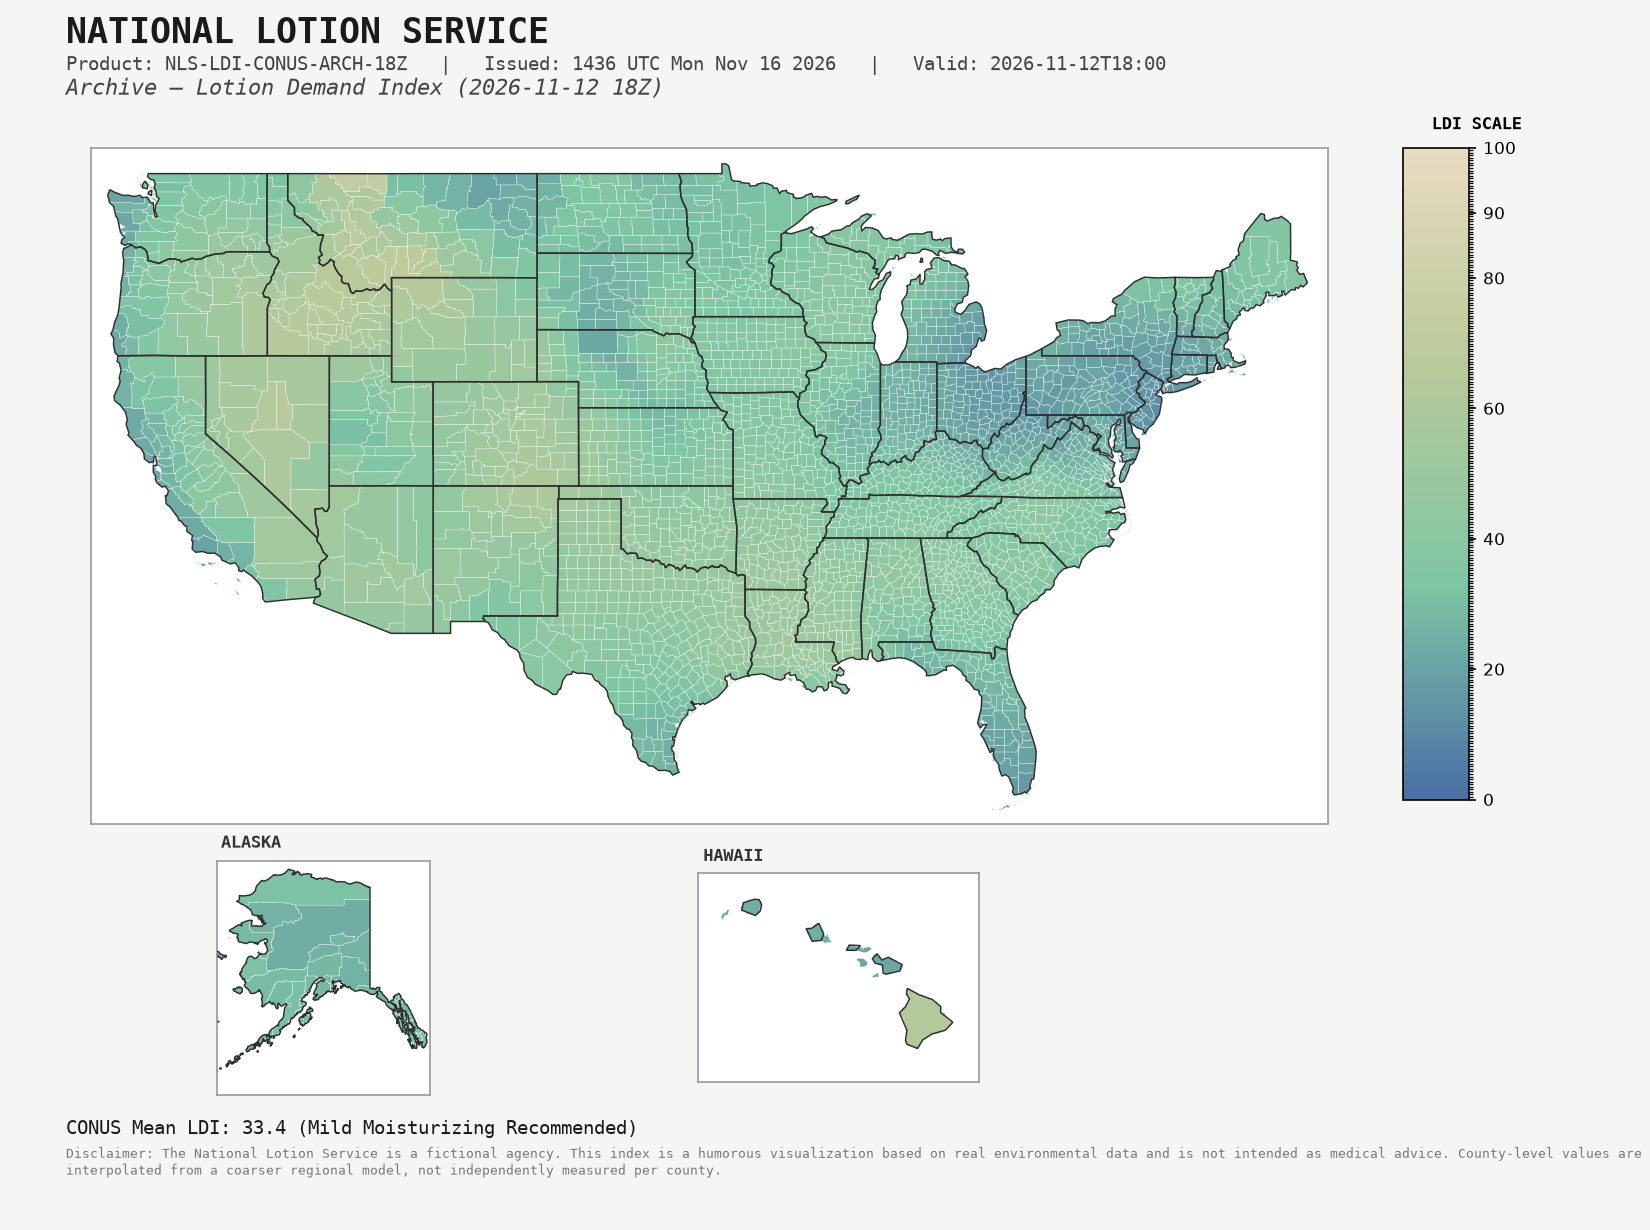 NATIONAL LOTION SERVICE
Product: NLS-LDI-CONUS-ARCH-18Z | Issued: 1436 UTC Mon Nov 16 2026 | Valid: 2026-11-12T18:00
Archive — Lotion Demand Index (2026-11-12 18Z)
LDI SCALE
100
90
80
60
40
20
0
ALASKA
HAWAII
CONUS Mean LDI: 33.4 (Mild Moisturizing Recommended)
Disclaimer: The National Lotion Service is a fictional agency. This index is a humorous visualization based on real environmental data and is not intended as medical advice. County-level values are
interpolated from a coarser regional model, not independently measured per county.